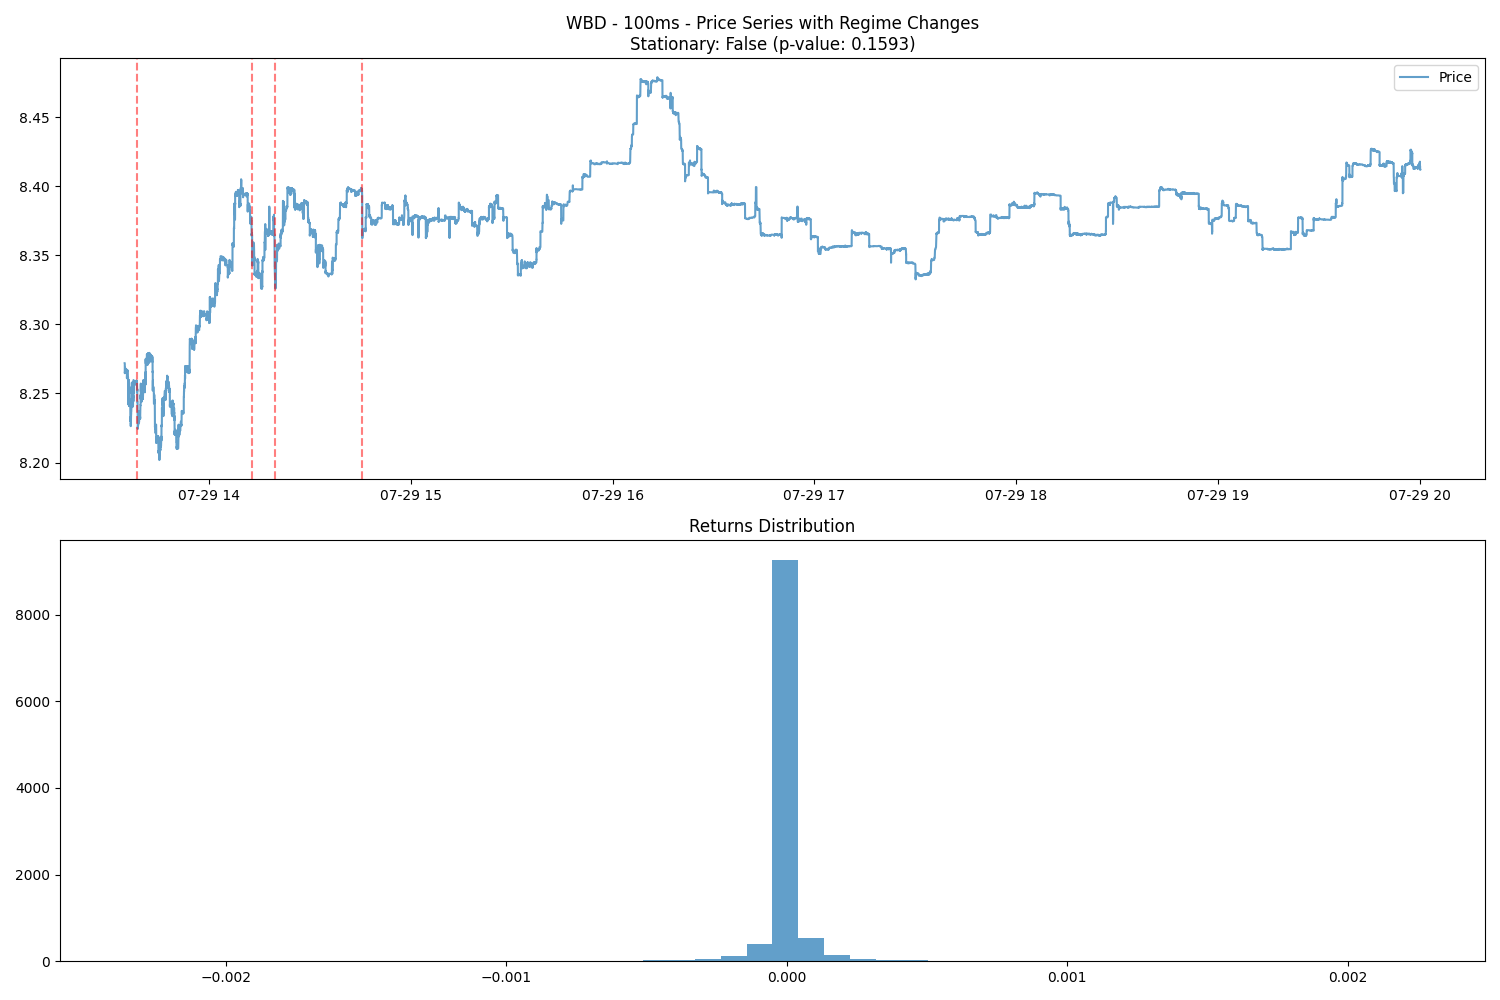 WBD - 100ms - Price Series with Regime Changes
Stationary: False (p-value: 0.1593)
Price
8.45
8.40
8.35
8.30
8.25
8.20
07-29 14 07-29 15 07-29 16 07-29 17 07-29 18 07-29 19 07-29 20
Returns Distribution
8000
6000
4000
2000
0
−0.002 −0.001 0.000 0.001 0.002